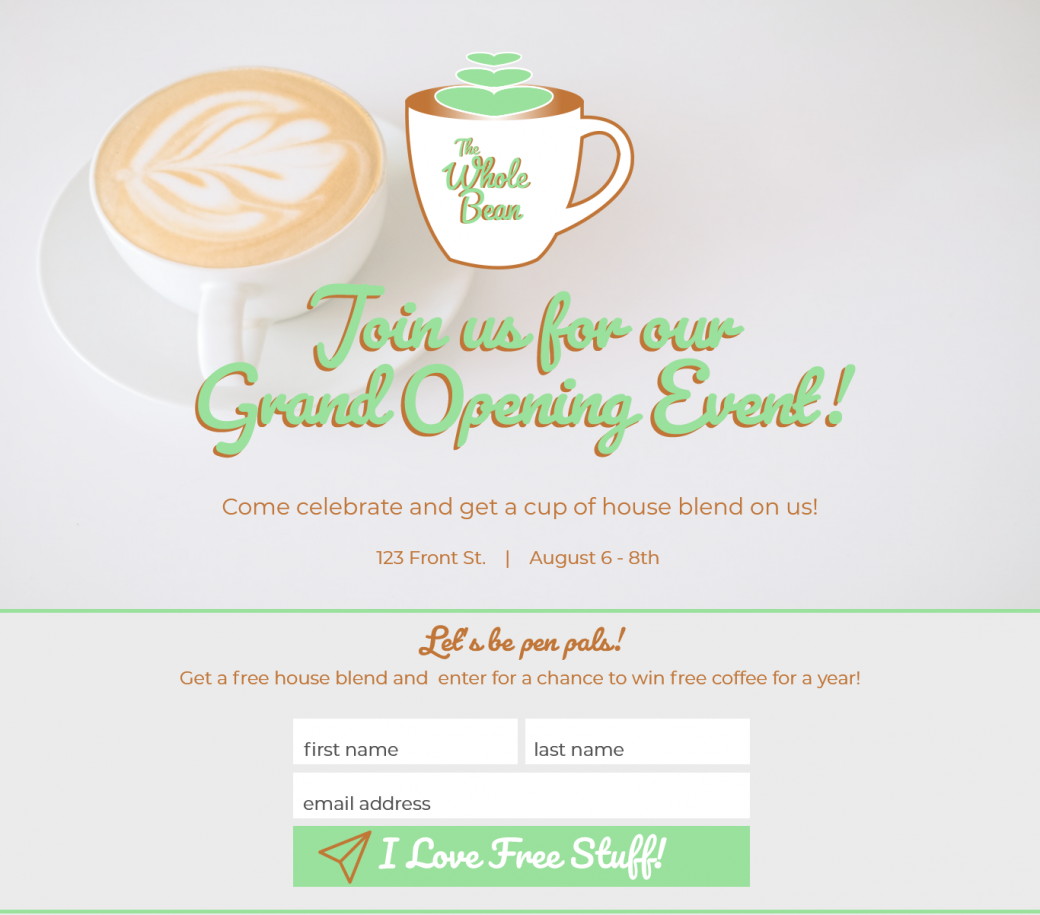 The
Whole
Bean
Join us for our
Grand Opening Event!
Come celebrate and get a cup of house blend on us!
123 Front St. | August 6 - 8th
Let's be pen pals!
Get a free house blend and  enter for a chance to win free coffee for a year!
first name last name
email address
I Love Free Stuff!